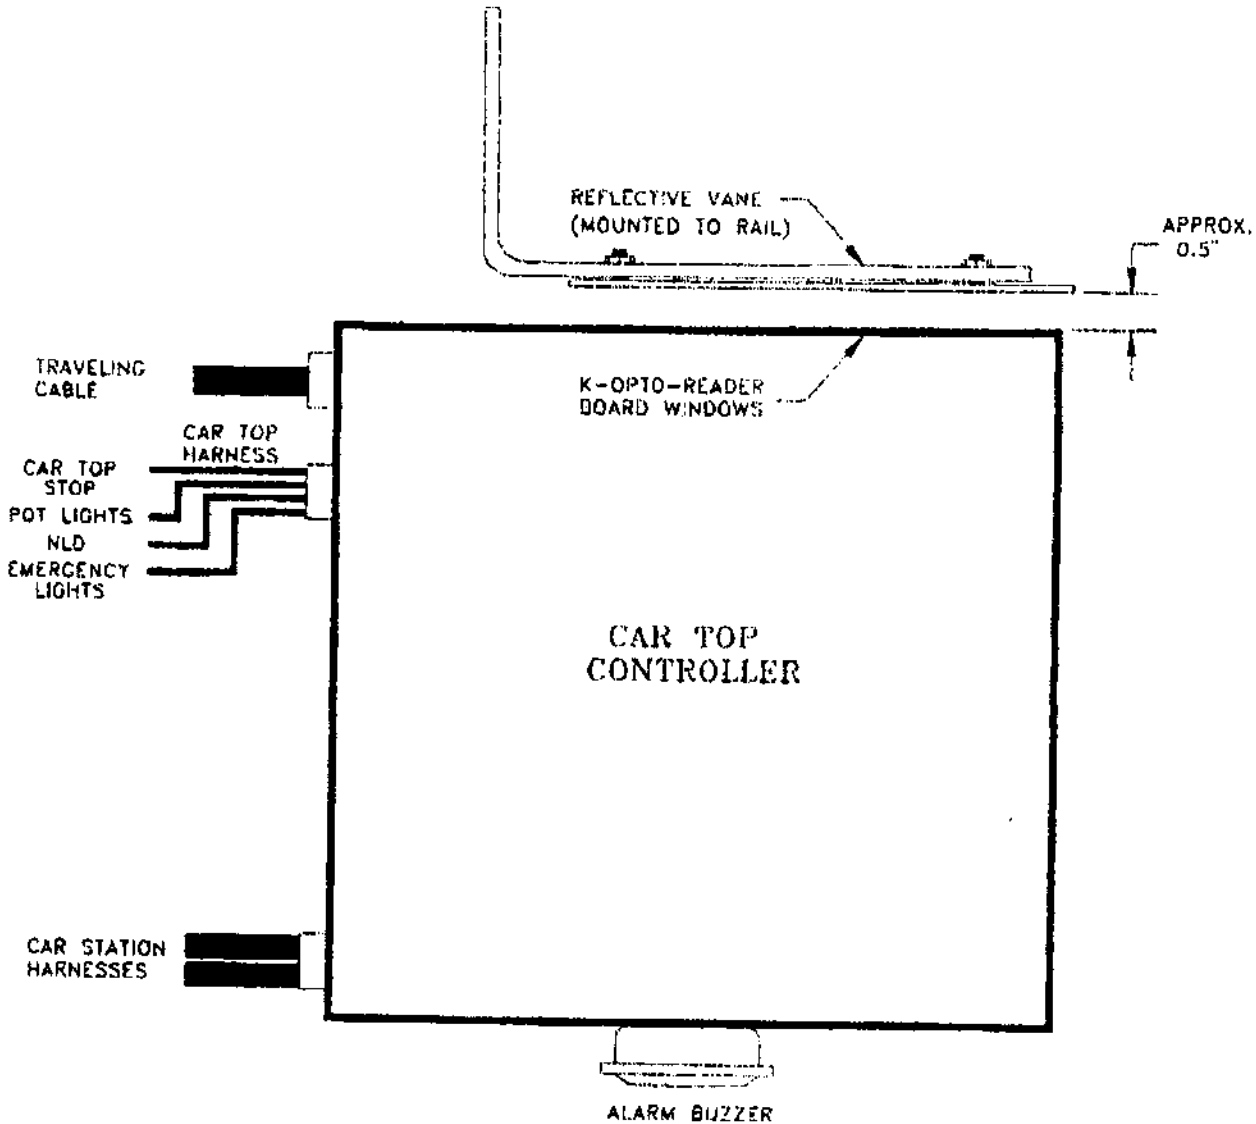 REFLECTIVE VANE
(MOUNTED TO RAIL)
APPROX.
0.5"
TRAVELING
CABLE
K-OPTO-READER
BOARD WINDOWS
CAR TOP
HARNESS
CAR TOP
STOP
POT LIGHTS
NLD
EMERGENCY
LIGHTS
CAR TOP
CONTROLLER
CAR STATION
HARNESSES
ALARM BUZZER